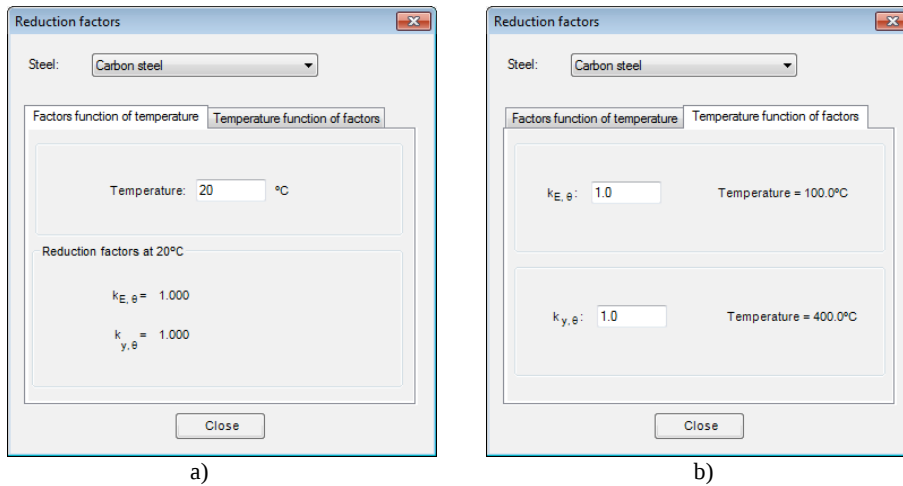 Reduction factors
Steel: Carbon steel
Factors function of temperature Temperature function of factors
Temperature: 20 ºC
Reduction factors at 20ºC
kE, θ = 1.000
ky,θ = 1.000
Close
a)
Reduction factors
Steel: Carbon steel
Factors function of temperature Temperature function of factors
kE, θ: 1.0 Temperature = 100.0ºC
ky,θ: 1.0 Temperature = 400.0ºC
Close
b)